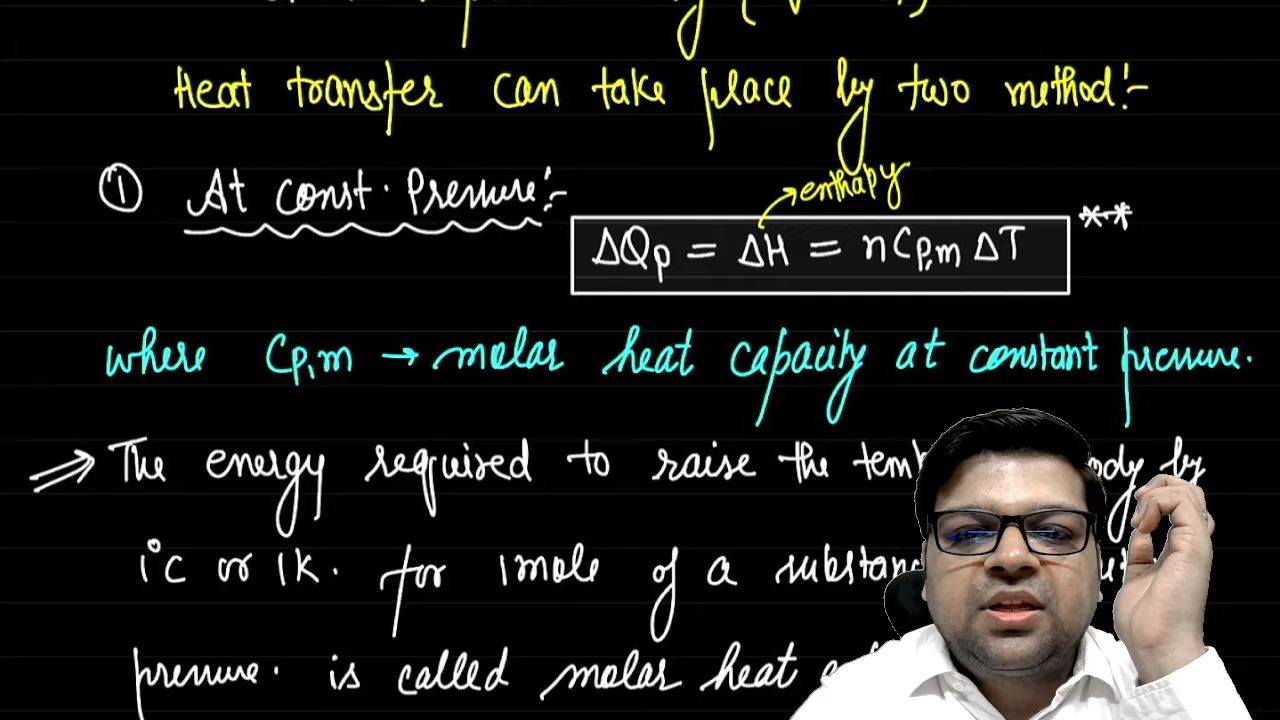 Heat transfer can take place by two method:-
① At const. Pressure:-
enthapy
ΔQp = ΔH = nCp,m ΔT **
where Cp,m → molar heat capacity at constant pressure.
⇒ The energy required to raise the by
1°C or 1K. for 1mole of a
pressure. is called molar heat